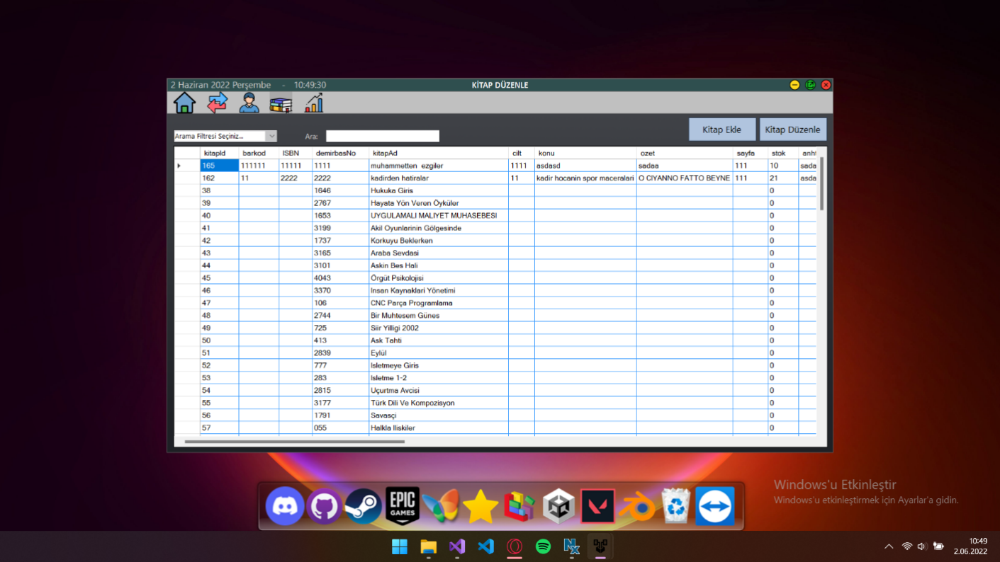 2 Haziran 2022 Perşembe - 10:49:30 KİTAP DÜZENLE
Arama Filtresi Seçiniz... Ara: Kitap Ekle Kitap Düzenle
kitapId barkod ISBN demirbasNo kitapAd cilt konu ozet sayfa stok anht
165 111111 11111 1111 muhammetten ezgiler 1111 asdasd sadaa 111 10 sada
162 11 2222 2222 kadirden hatiralar 11 kadir hocanin spor maceralari O CIYANNO FATTO BEYNE 111 21 asda
38 1646 Hukuka Giris 0
39 2767 Hayata Yön Veren Öyküler 0
40 1653 UYGULAMALI MALIYET MUHASEBESI 0
41 3199 Akil Oyunlarinin Gölgesinde 0
42 1737 Korkuyu Beklerken 0
43 3165 Araba Sevdasi 0
44 3101 Askin Bes Hali 0
45 4043 Örgüt Psikolojisi 0
46 3370 Insan Kaynaklari Yönetimi 0
47 106 CNC Parça Programlama 0
48 2744 Bir Muhtesem Günes 0
49 725 Siir Yilligi 2002 0
50 413 Ask Tahti 0
51 2839 Eylül 0
52 777 Isletmeye Giris 0
53 283 Isletme 1-2 0
54 2815 Uçurtma Avcisi 0
55 3177 Türk Dili Ve Kompozisyon 0
56 1791 Savasçi 0
57 055 Halkla Iliskiler 0
Windows'u Etkinleştir
Windows'u etkinleştirmek için Ayarlar'a gidin.
EPIC
GAMES
10:49
2.06.2022